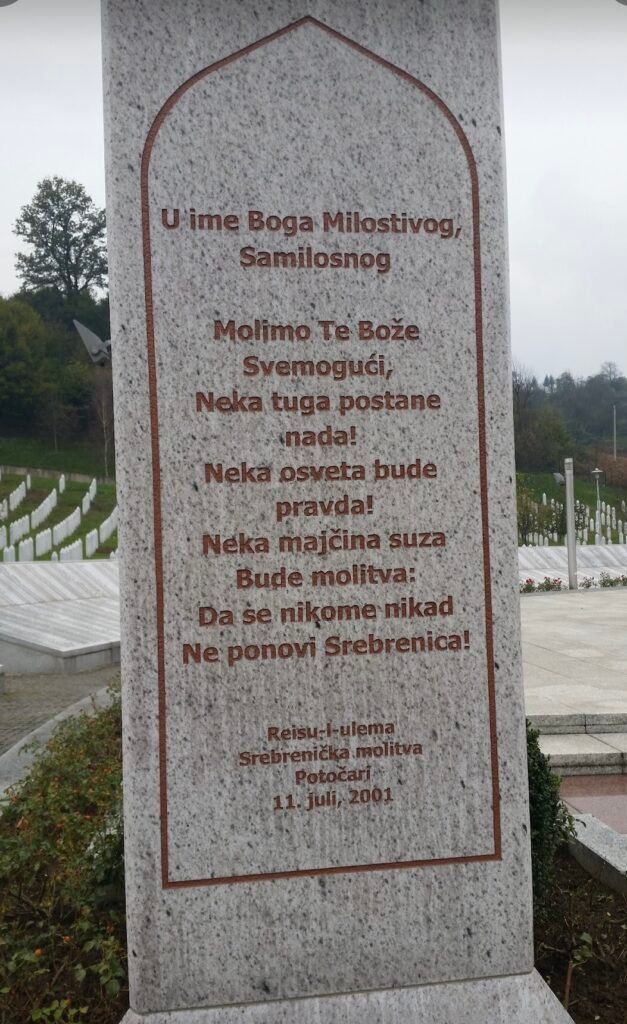 U ime Boga Milostivog,
Samilosnog
Molimo Te Bože
Svemogući,
Neka tuga postane
nada!
Neka osveta bude
pravda!
Neka majčina suza
Bude molitva:
Da se nikome nikad
Ne ponovi Srebrenica!
Reisu-l-ulema
Srebrenička molitva
Potočari
11. juli, 2001